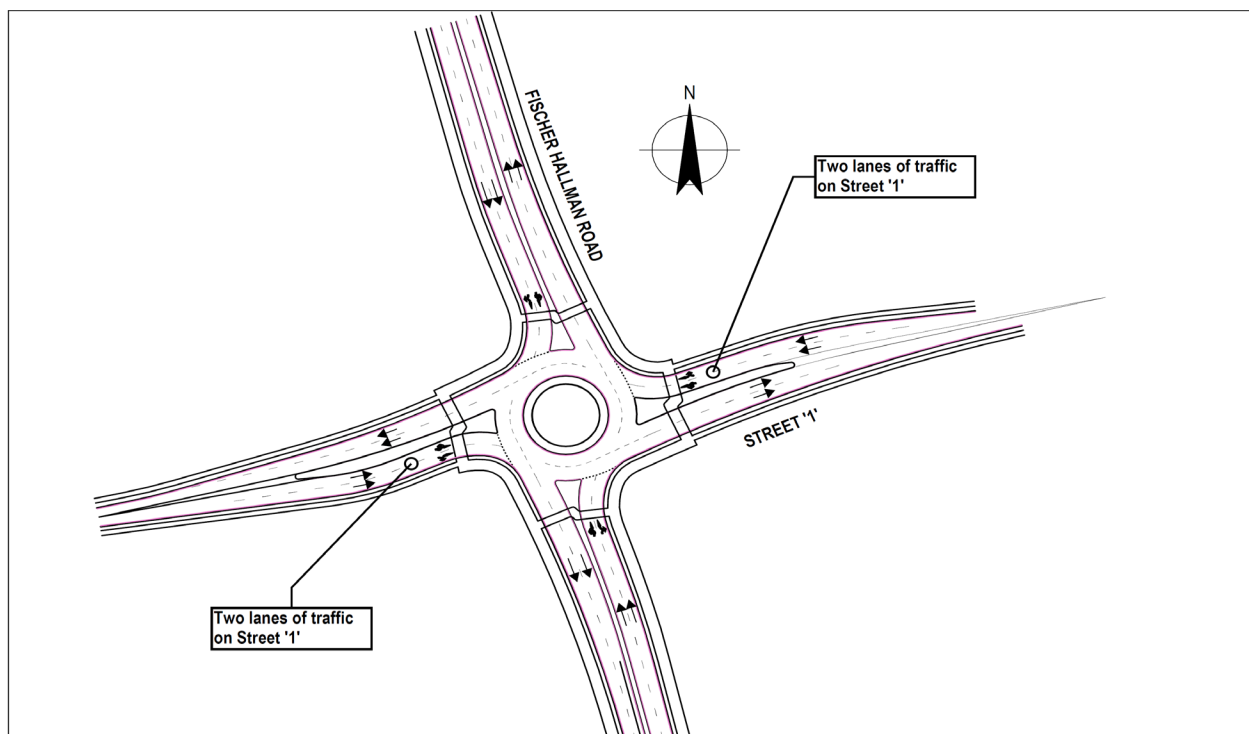 N
FISCHER HALLMAN ROAD
Two lanes of traffic
on Street '1'
STREET '1'
Two lanes of traffic
on Street '1'